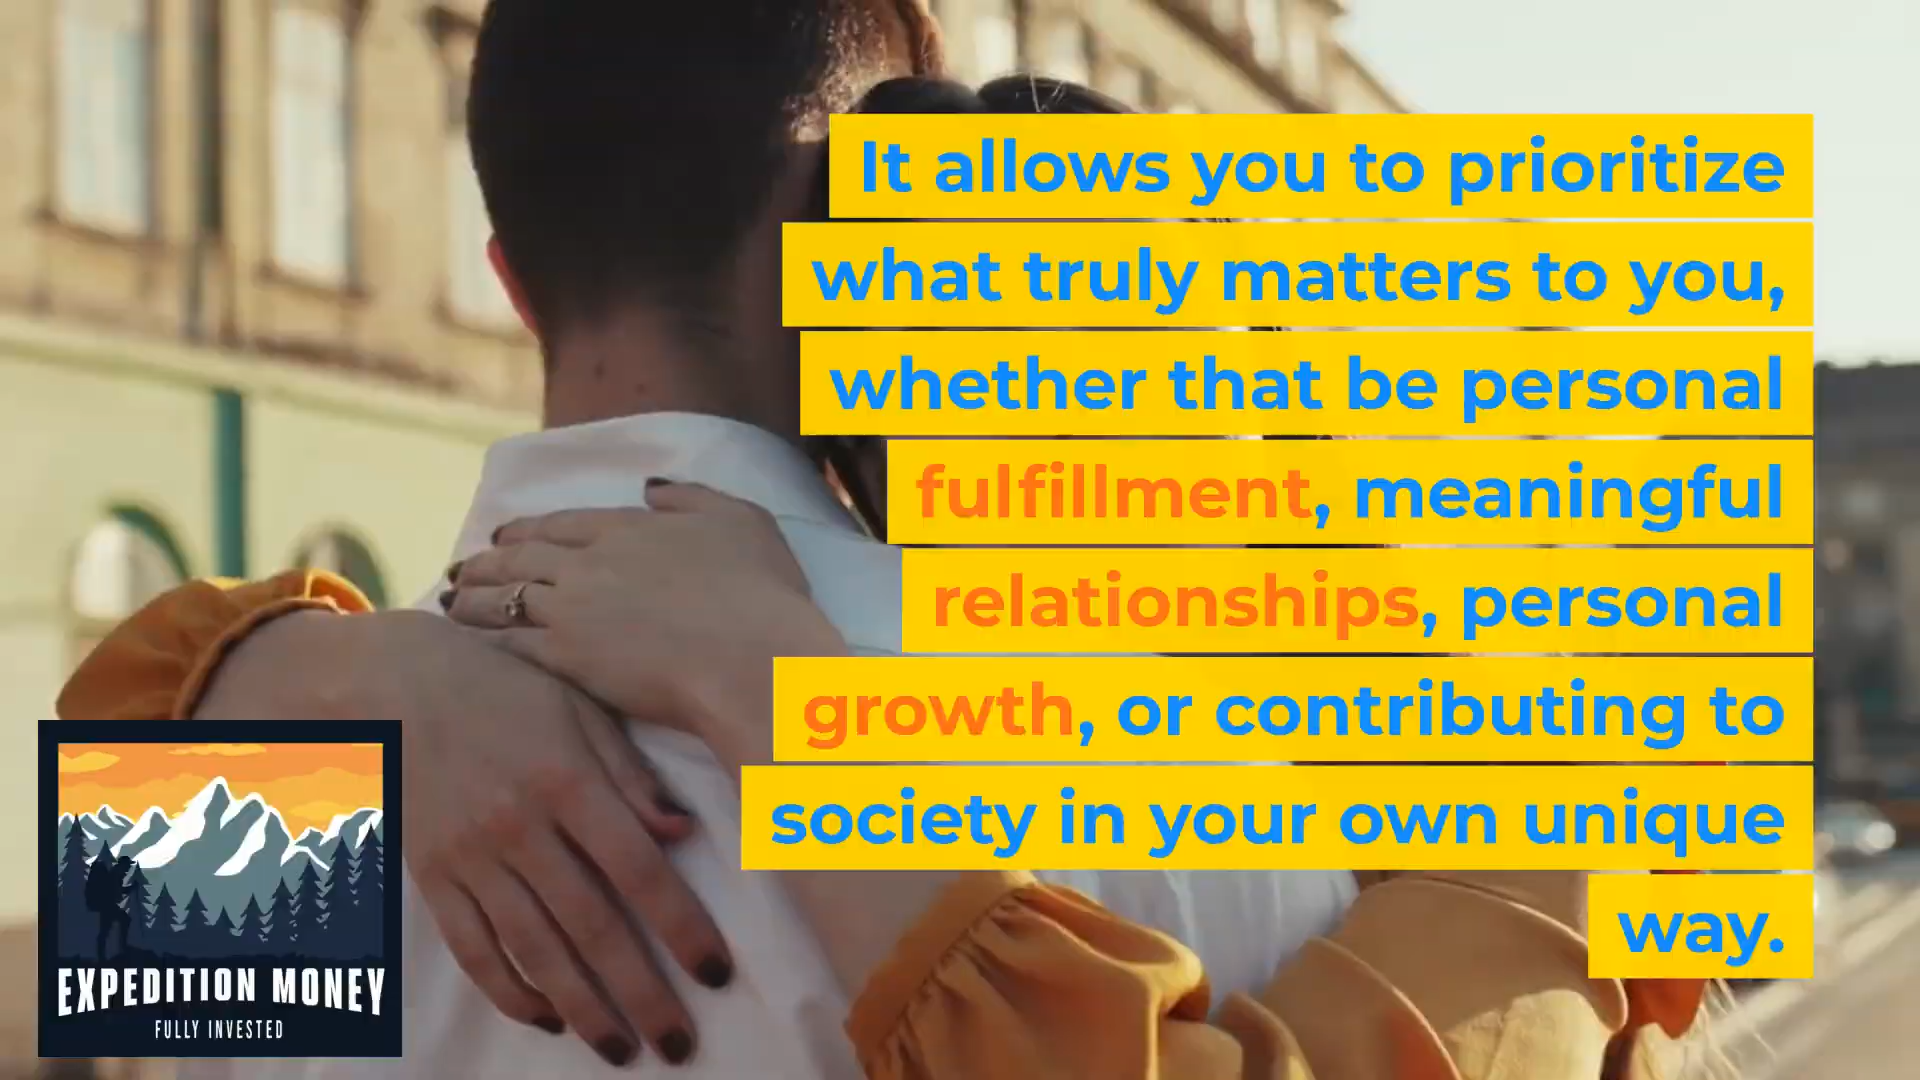 It allows you to prioritize
what truly matters to you,
whether that be personal
fulfillment, meaningful
relationships, personal
growth, or contributing to
society in your own unique
way.
EXPEDITION MONEY
FULLY INVESTED